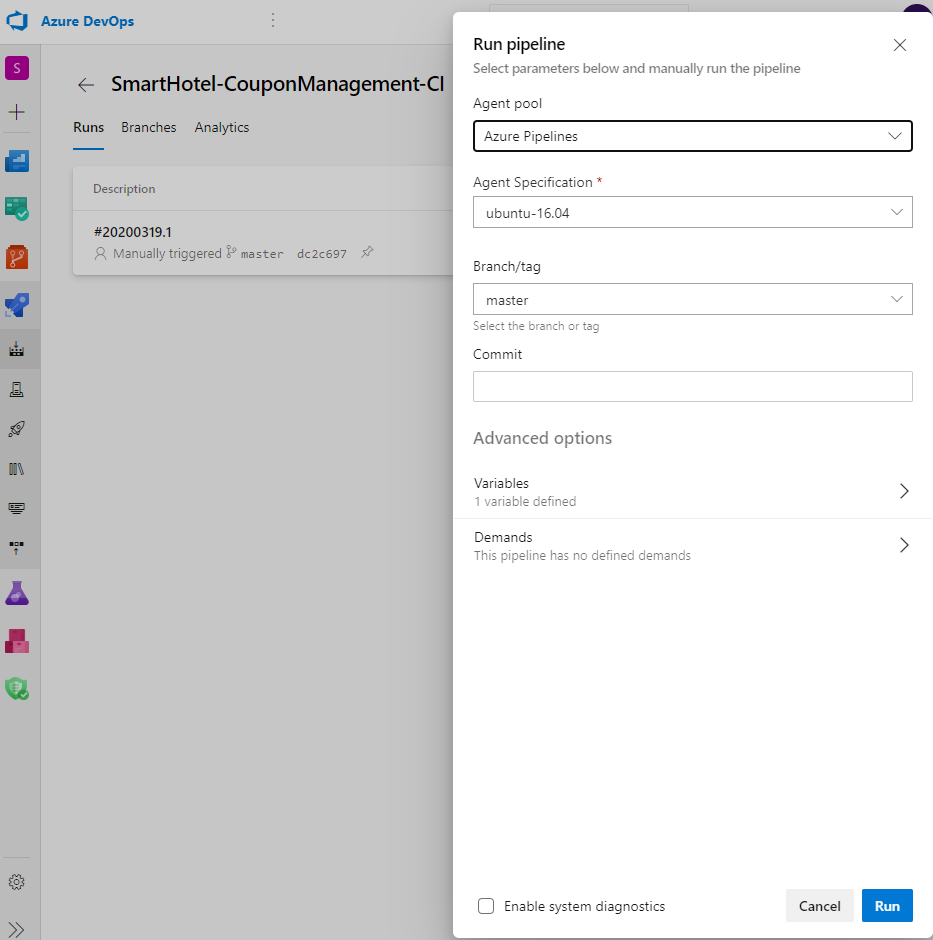 Azure DevOps
S
SmartHotel-CouponManagement-CI
Runs Branches Analytics
Description
#20200319.1
Manually triggered master dc2c697
Run pipeline
Select parameters below and manually run the pipeline
Agent pool
Azure Pipelines
Agent Specification *
ubuntu-16.04
Branch/tag
master
Select the branch or tag
Commit
Advanced options
Variables
1 variable defined
Demands
This pipeline has no defined demands
Enable system diagnostics
Cancel
Run